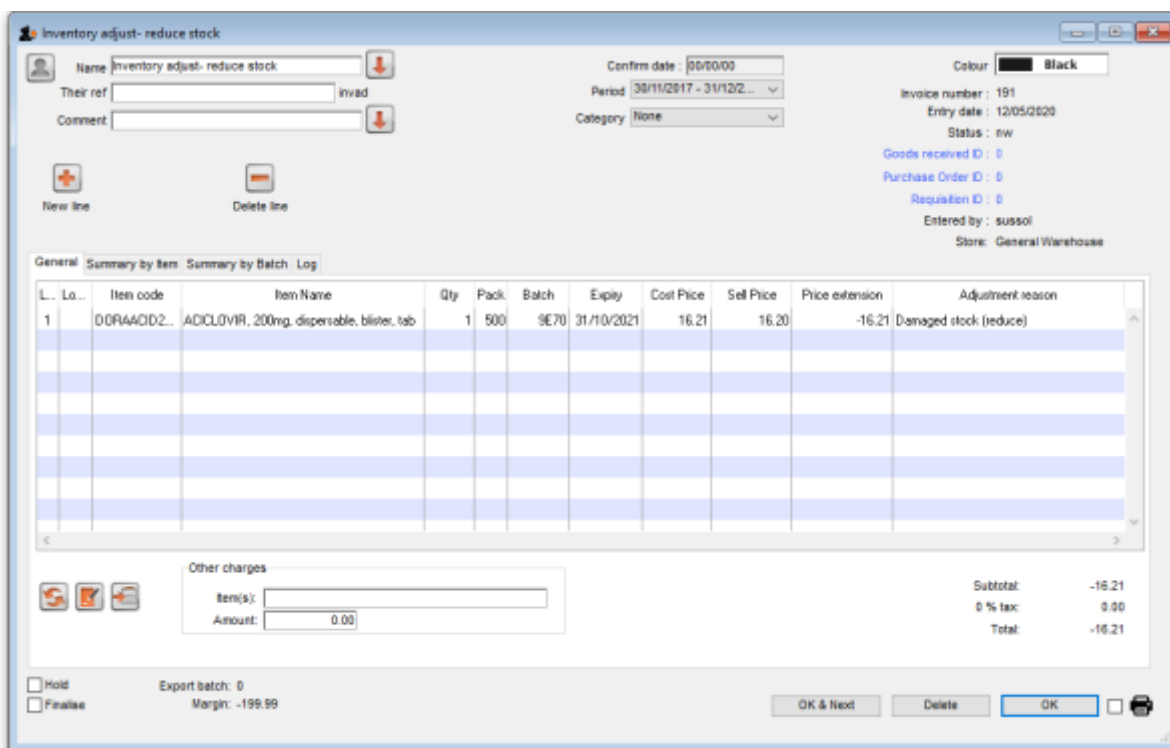 Inventory adjust- reduce stock
Name Inventory adjust- reduce stock
Confirm date : 00/00/00
Colour Black
Their ref invad
Period 30/11/2017 - 31/12/2...
Invoice number : 191
Comment
Category None
Entry date : 12/05/2020
Status : nw
Goods received ID : 0
Purchase Order ID : 0
Requisition ID : 0
New line Delete line
Entered by : sussol
Store: General Warehouse
General Summary by Item Summary by Batch Log
L... Lo... Item code Item Name Qty Pack Batch Expiry Cost Price Sell Price Price extension Adjustment reason
1 DORAACID2... ACICLOVIR, 200mg, dispersable, blister, tab 1 500 9E70 31/10/2021 16.21 16.20 -16.21 Damaged stock (reduce)
Other charges
Item(s):
Amount: 0.00
Subtotal: -16.21
0 % tax: 0.00
Total: -16.21
Hold Export batch: 0
Finalise Margin: -199.99
OK & Next Delete OK